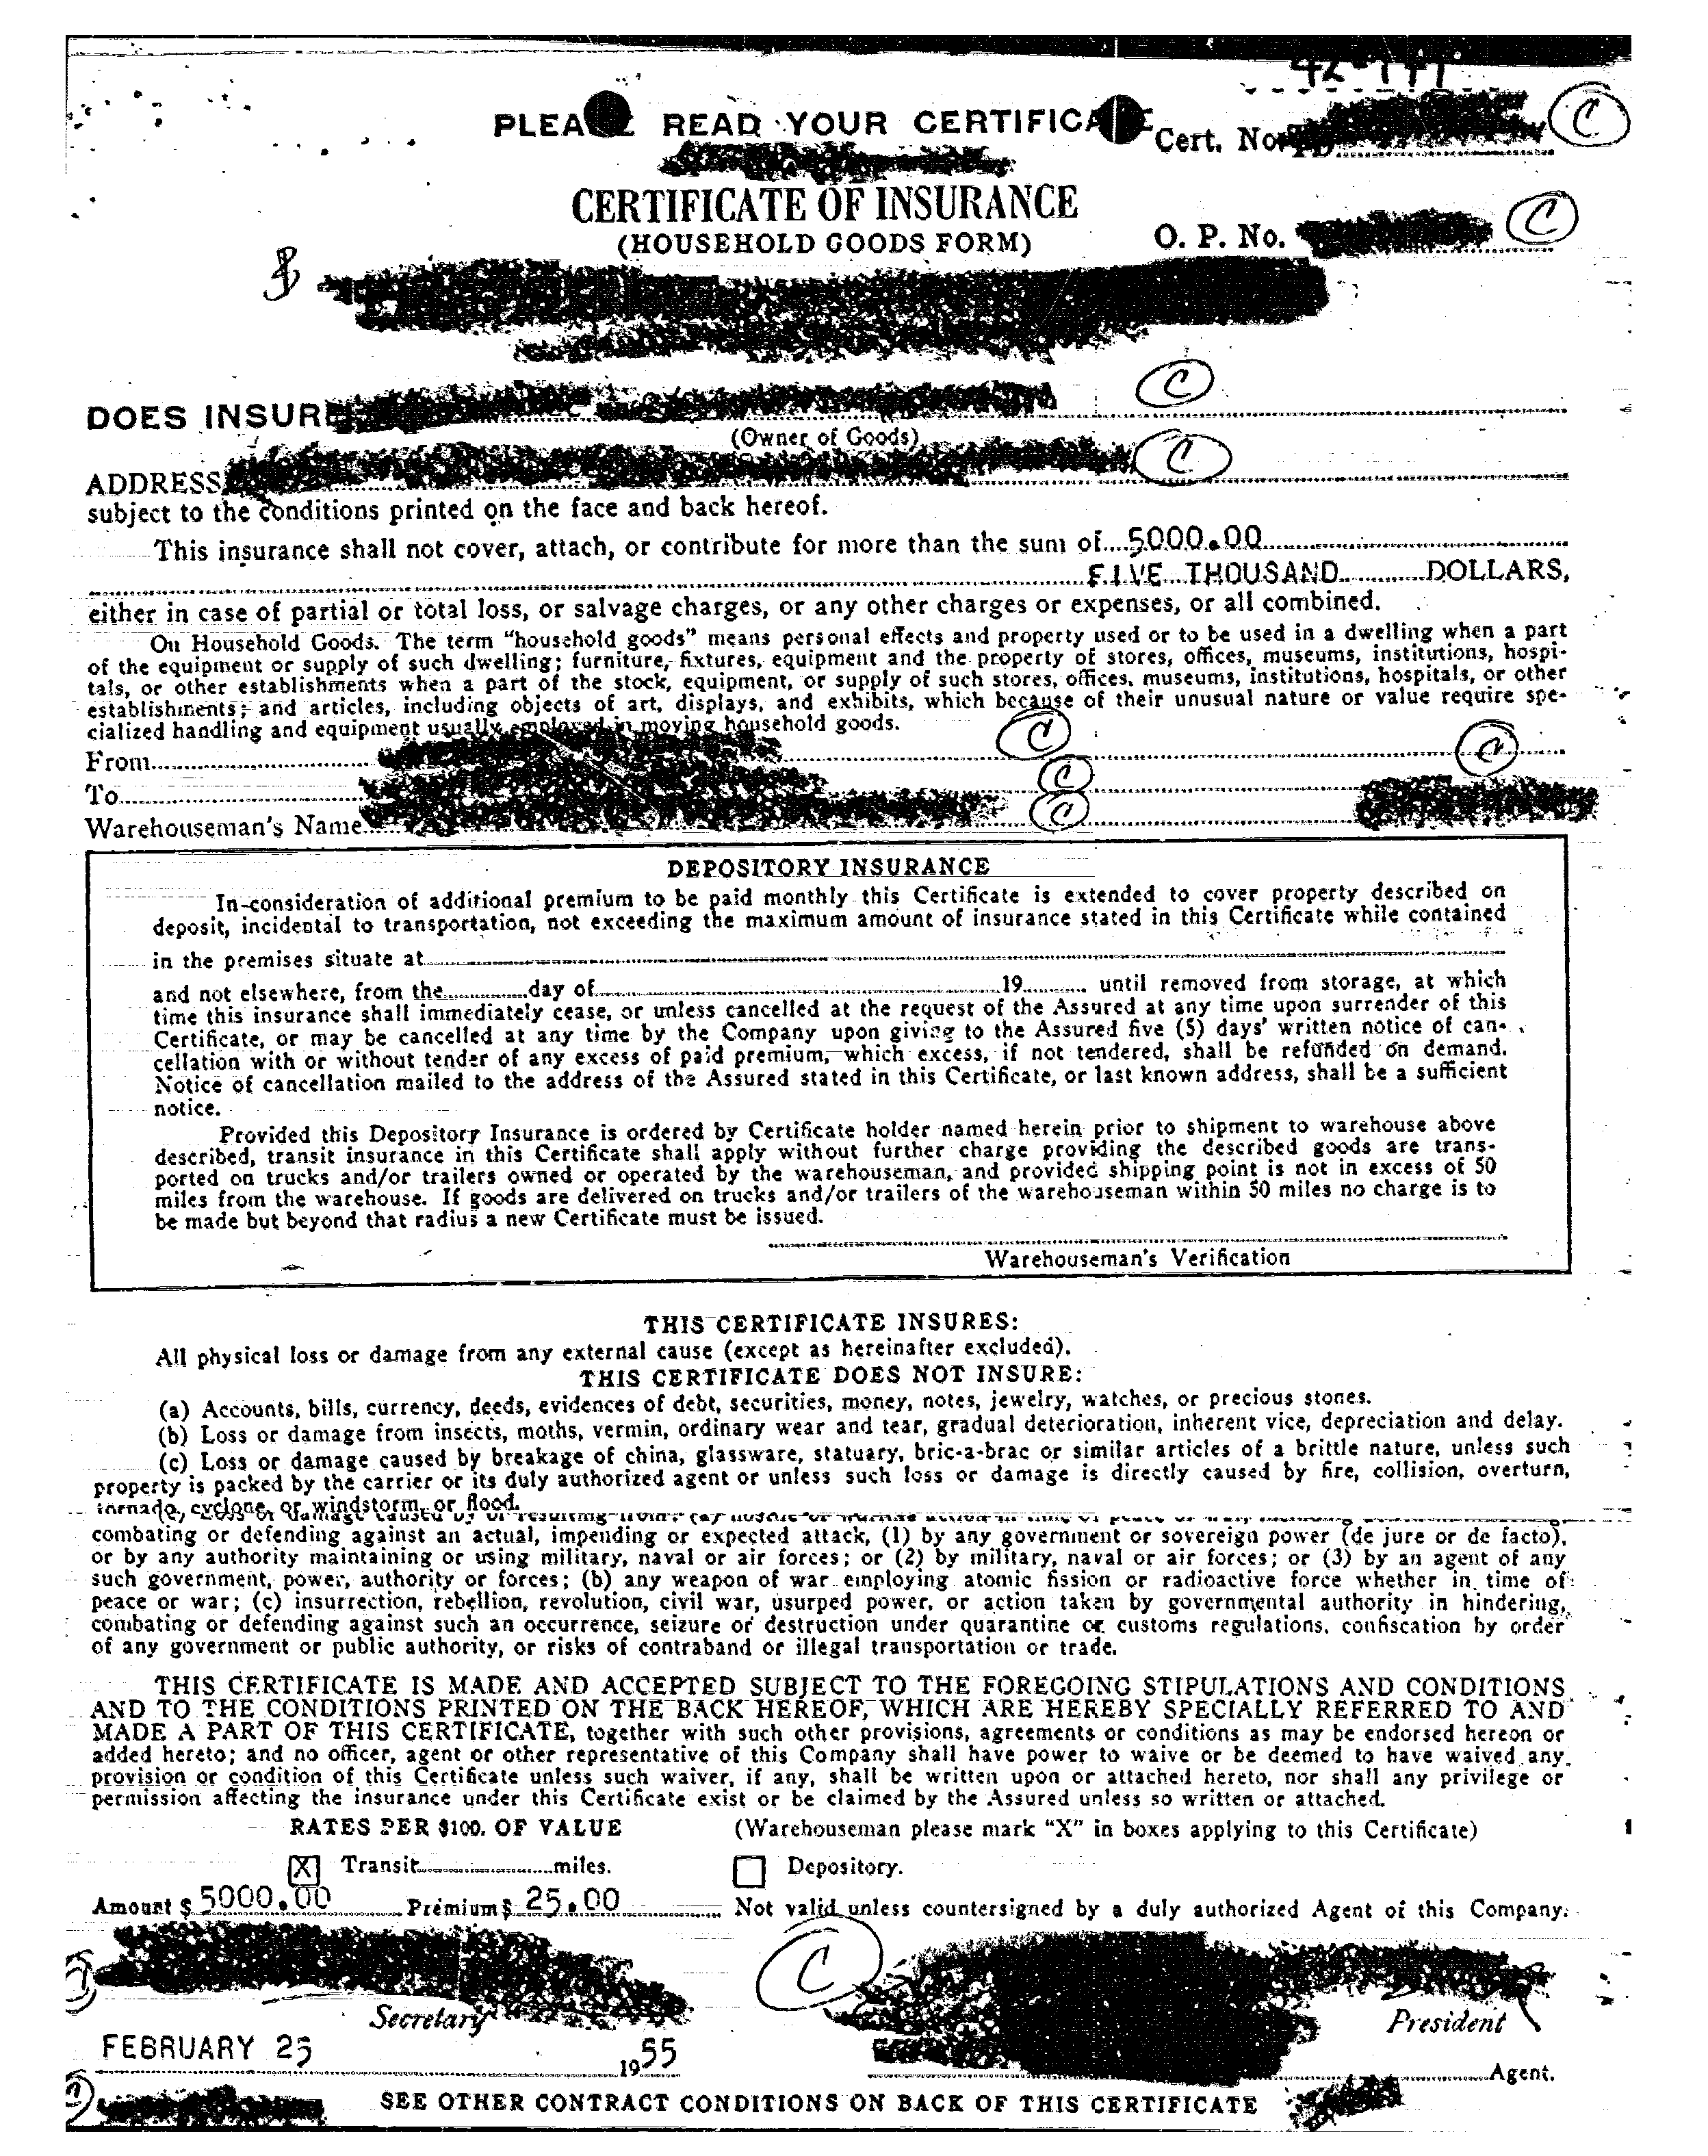 READ YOUR CERTIFICATE
Cert. No.
CERTIFICATE OF INSURANCE
(HOUSEHOLD GOODS FORM)
O. P. No.
C
C
DOES INSURE
C
(Owner of Goods)
ADDRESS
C
subject to the conditions printed on the face and back hereof.
This insurance shall not cover, attach, or contribute for more than the sum of 5000.00
FIVE THOUSAND DOLLARS,
either in case of partial or total loss, or salvage charges, or any other charges or expenses, or all combined.
On Household Goods. The term "household goods" means personal effects and property used or to be used in a dwelling when a part
of the equipment or supply of such dwelling; furniture, fixtures, equipment and the property of stores, offices, museums, institutions, hospi-
tals, or other establishments when a part of the stock, equipment, or supply of such stores, offices, museums, institutions, hospitals, or other
establishments; and articles, including objects of art, displays, and exhibits, which because of their unusual nature or value require spe-
cialized handling and equipment usually employed in moving household goods.
From
C
C
To
C
Warehouseman's Name
C
DEPOSITORY INSURANCE
In consideration of additional premium to be paid monthly this Certificate is extended to cover property described on
deposit, incidental to transportation, not exceeding the maximum amount of insurance stated in this Certificate while contained
in the premises situate at
and not elsewhere, from the day of 19 until removed from storage, at which
time this insurance shall immediately cease, or unless cancelled at the request of the Assured at any time upon surrender of this
Certificate, or may be cancelled at any time by the Company upon giving to the Assured five (5) days' written notice of can-
cellation with or without tender of any excess of paid premium, which excess, if not tendered, shall be refunded on demand.
Notice of cancellation mailed to the address of the Assured stated in this Certificate, or last known address, shall be a sufficient
notice.
Provided this Depository Insurance is ordered by Certificate holder named herein prior to shipment to warehouse above
described, transit insurance in this Certificate shall apply without further charge providing the described goods are trans-
ported on trucks and/or trailers owned or operated by the warehouseman, and provided shipping point is not in excess of 50
miles from the warehouse. If goods are delivered on trucks and/or trailers of the warehouseman within 50 miles no charge is to
be made but beyond that radius a new Certificate must be issued.
Warehouseman's Verification
THIS CERTIFICATE INSURES:
All physical loss or damage from any external cause (except as hereinafter excluded).
THIS CERTIFICATE DOES NOT INSURE:
(a) Accounts, bills, currency, deeds, evidences of debt, securities, money, notes, jewelry, watches, or precious stones.
(b) Loss or damage from insects, moths, vermin, ordinary wear and tear, gradual deterioration, inherent vice, depreciation and delay.
(c) Loss or damage caused by breakage of china, glassware, statuary, bric-a-brac or similar articles of a brittle nature, unless such
property is packed by the carrier or its duly authorized agent or unless such loss or damage is directly caused by fire, collision, overturn,
tornado, cyclone, or windstorm, or flood.
combating or defending against an actual, impending or expected attack, (1) by any government or sovereign power (de jure or de facto),
or by any authority maintaining or using military, naval or air forces; or (2) by military, naval or air forces; or (3) by an agent of any
such government, power, authority or forces; (b) any weapon of war employing atomic fission or radioactive force whether in time of
peace or war; (c) insurrection, rebellion, revolution, civil war, usurped power, or action taken by governmental authority in hindering,
combating or defending against such an occurrence, seizure or destruction under quarantine or customs regulations, confiscation by order
of any government or public authority, or risks of contraband or illegal transportation or trade.
THIS CERTIFICATE IS MADE AND ACCEPTED SUBJECT TO THE FOREGOING STIPULATIONS AND CONDITIONS
AND TO THE CONDITIONS PRINTED ON THE BACK HEREOF, WHICH ARE HEREBY SPECIALLY REFERRED TO AND
MADE A PART OF THIS CERTIFICATE, together with such other provisions, agreements or conditions as may be endorsed hereon or
added hereto; and no officer, agent or other representative of this Company shall have power to waive or be deemed to have waived any
provision or condition of this Certificate unless such waiver, if any, shall be written upon or attached hereto, nor shall any privilege or
permission affecting the insurance under this Certificate exist or be claimed by the Assured unless so written or attached.
RATES PER $100. OF VALUE (Warehouseman please mark "X" in boxes applying to this Certificate)
X Transit miles. Depository.
Amount $ 5000.00 Premium $ 25.00 Not valid unless countersigned by a duly authorized Agent of this Company.
C
Secretary President
FEBRUARY 25 1955
Agent.
SEE OTHER CONTRACT CONDITIONS ON BACK OF THIS CERTIFICATE